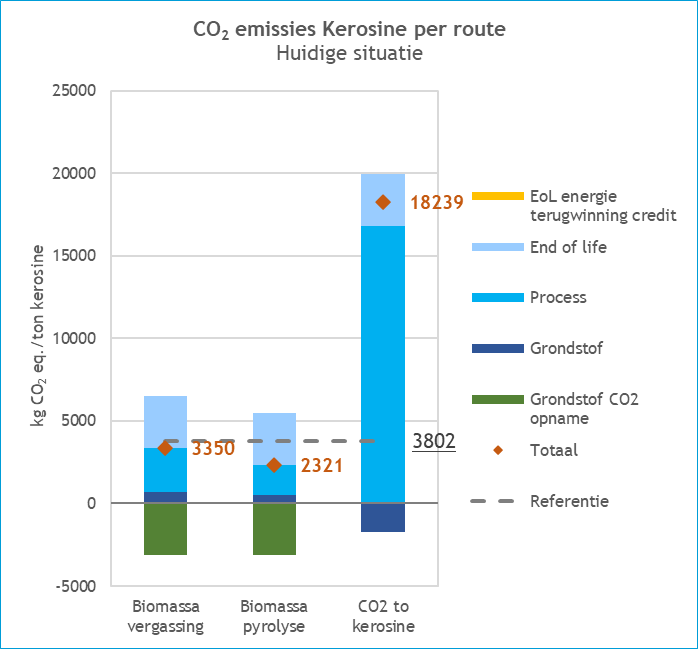 CO₂ emissies Kerosine per route
Huidige situatie
kg CO₂ eq./ton kerosine
25000
20000
15000
10000
5000
0
-5000
18239
3350
2321
3802
Biomassa
vergassing
Biomassa
pyrolyse
CO2 to
kerosine
EoL energie
terugwinning credit
End of life
Process
Grondstof
Grondstof CO2
opname
Totaal
Referentie